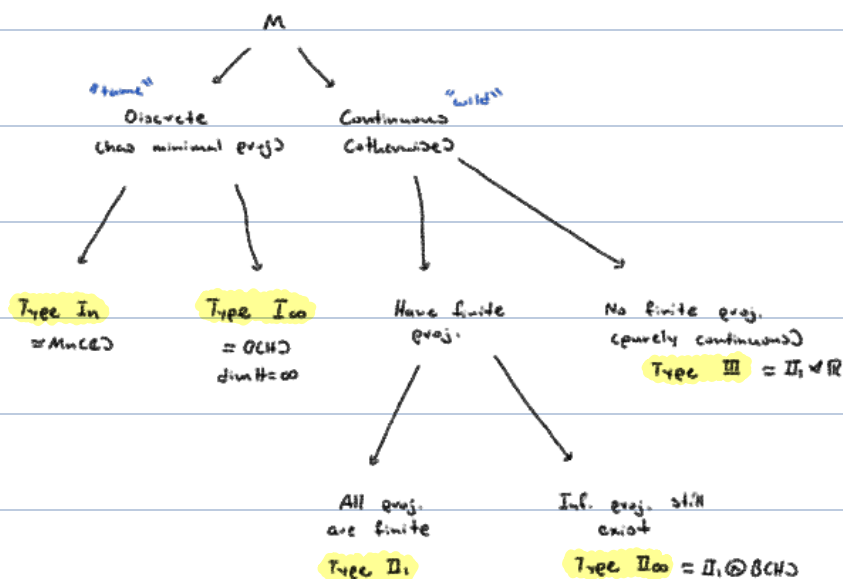 M
"tame"
"wild"
Discrete
(has minimal proj)
Continuous
(otherwise)
Type In
≃ Mn(C)
Type I∞
≃ B(H)
dim H = ∞
Have finite
proj.
No finite proj.
(purely continuous)
Type III ≃ II₁ ⋊ ℝ
All proj.
are finite
Type II₁
Inf. proj. still
exist
Type II∞ = II₁ ⊗ B(H)